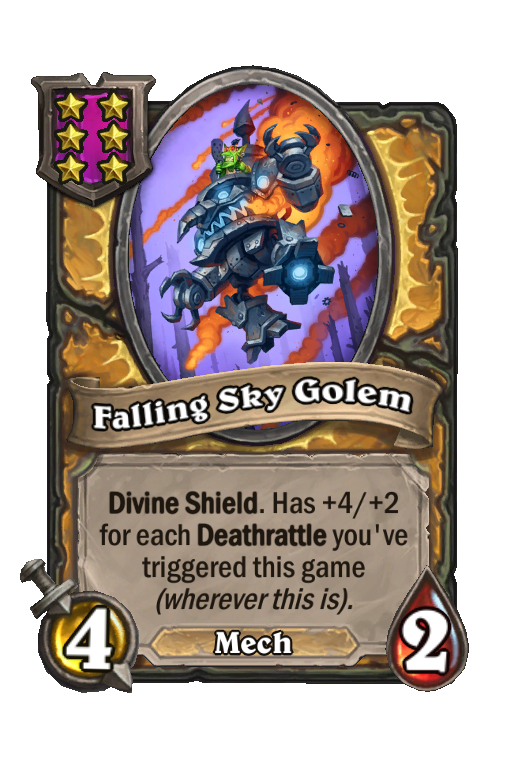 Falling Sky Golem
Divine Shield. Has +4/+2
for each Deathrattle you've
triggered this game
(wherever this is).
4
Mech
2